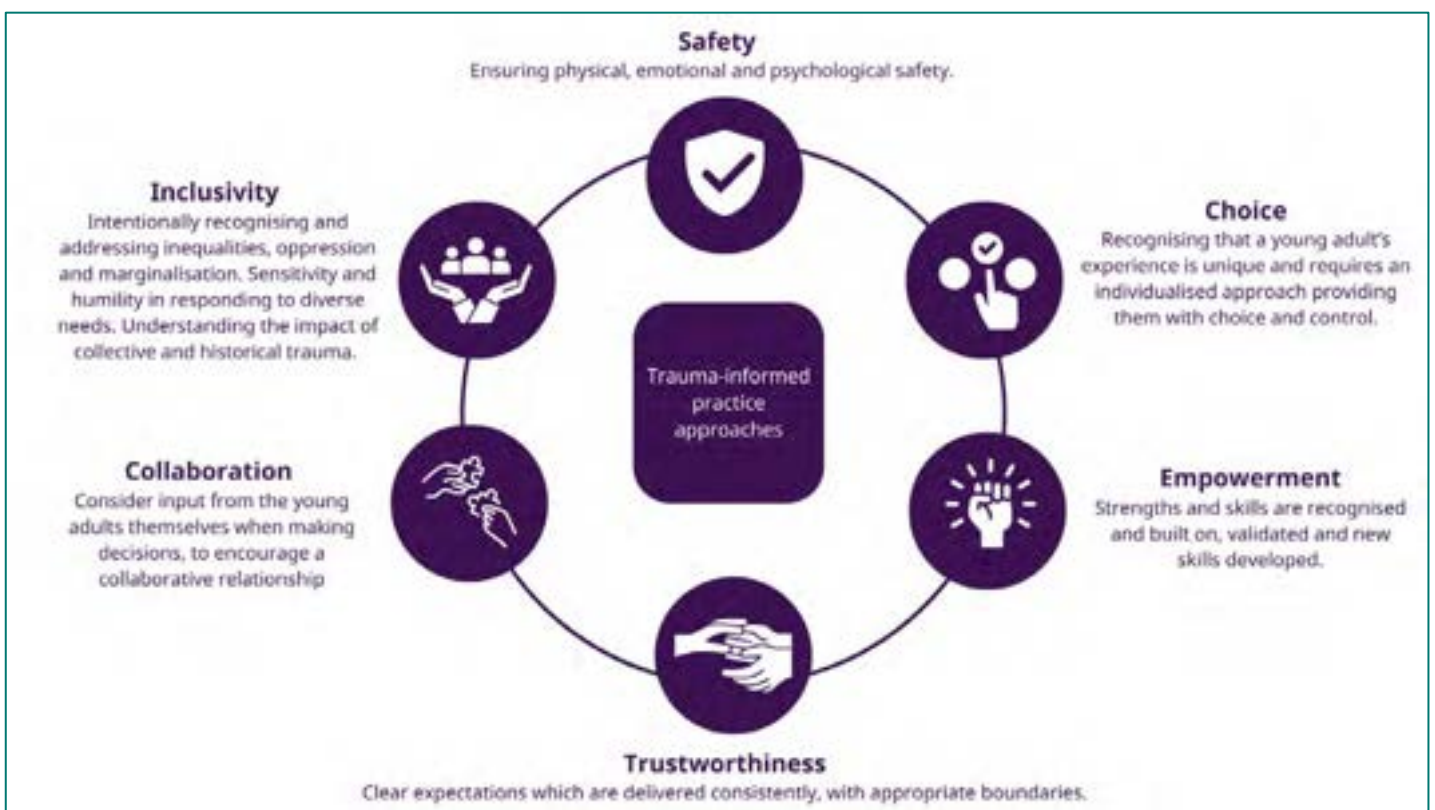 Safety
Ensuring physical, emotional and psychological safety.
Inclusivity
Intentionally recognising and
addressing inequalities, oppression
and marginalisation. Sensitivity and
humility in responding to diverse
needs. Understanding the impact of
collective and historical trauma.
Choice
Recognising that a young adult's
experience is unique and requires an
individualised approach providing
them with choice and control.
Trauma-informed
practice
approaches
Collaboration
Consider input from the young
adults themselves when making
decisions, to encourage a
collaborative relationship
Empowerment
Strengths and skills are recognised
and built on, validated and new
skills developed.
Trustworthiness
Clear expectations which are delivered consistently, with appropriate boundaries.